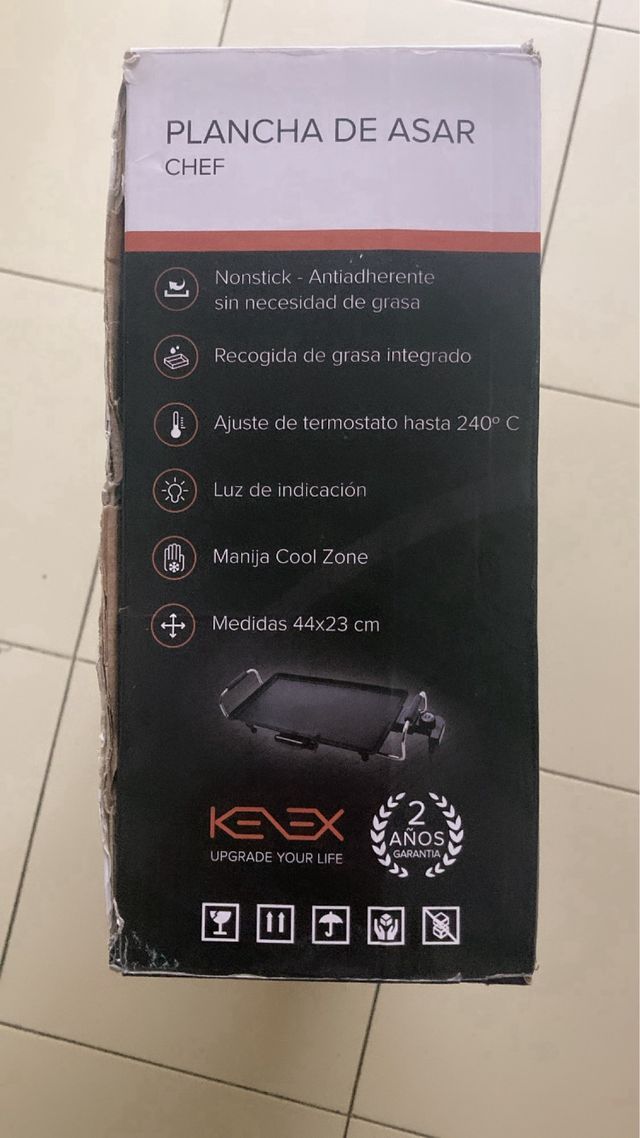 PLANCHA DE ASAR
CHEF
Nonstick - Antiadherente
sin necesidad de grasa
Recogida de grasa integrado
Ajuste de termostato hasta 240º C
Luz de indicación
Manija Cool Zone
Medidas 44x23 cm
KENEX
UPGRADE YOUR LIFE
2
AÑOS
GARANTIA